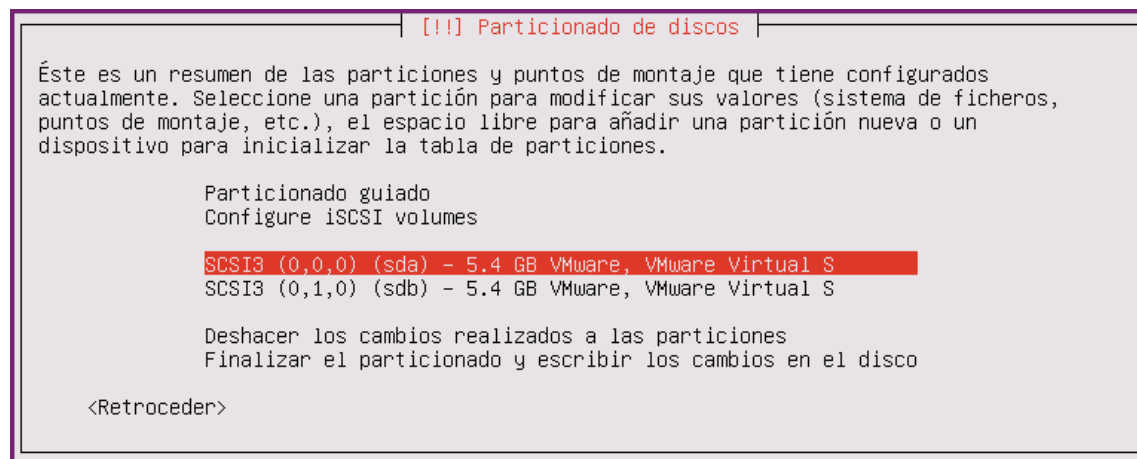 [!!] Particionado de discos
Éste es un resumen de las particiones y puntos de montaje que tiene configurados
actualmente. Seleccione una partición para modificar sus valores (sistema de ficheros,
puntos de montaje, etc.), el espacio libre para añadir una partición nueva o un
dispositivo para inicializar la tabla de particiones.
Particionado guiado
Configure iSCSI volumes
SCSI3 (0,0,0) (sda) – 5.4 GB VMware, VMware Virtual S
SCSI3 (0,1,0) (sdb) – 5.4 GB VMware, VMware Virtual S
Deshacer los cambios realizados a las particiones
Finalizar el particionado y escribir los cambios en el disco
<Retroceder>